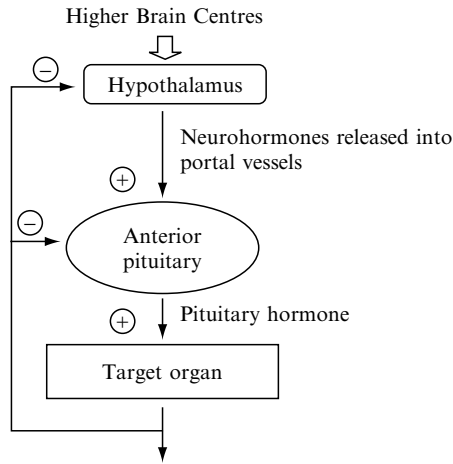 Higher Brain Centres
−
Hypothalamus
Neurohormones released into
portal vessels
+
−
Anterior
pituitary
+
Pituitary hormone
Target organ